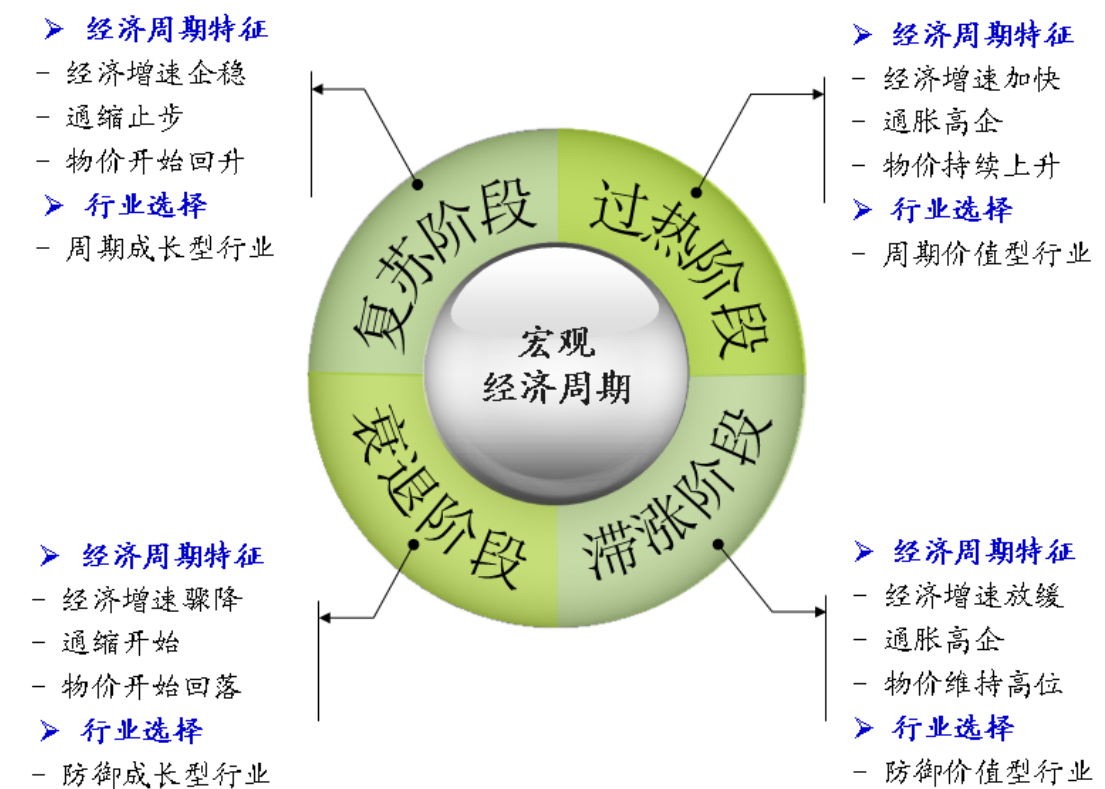 ➢ 经济周期特征
– 经济增速企稳
– 通缩止步
– 物价开始回升
➢ 行业选择
– 周期成长型行业
➢ 经济周期特征
– 经济增速加快
– 通胀高企
– 物价持续上升
➢ 行业选择
– 周期价值型行业
复苏阶段
过热阶段
宏观
经济周期
衰退阶段
滞涨阶段
➢ 经济周期特征
– 经济增速骤降
– 通缩开始
– 物价开始回落
➢ 行业选择
– 防御成长型行业
➢ 经济周期特征
– 经济增速放缓
– 通胀高企
– 物价维持高位
➢ 行业选择
– 防御价值型行业